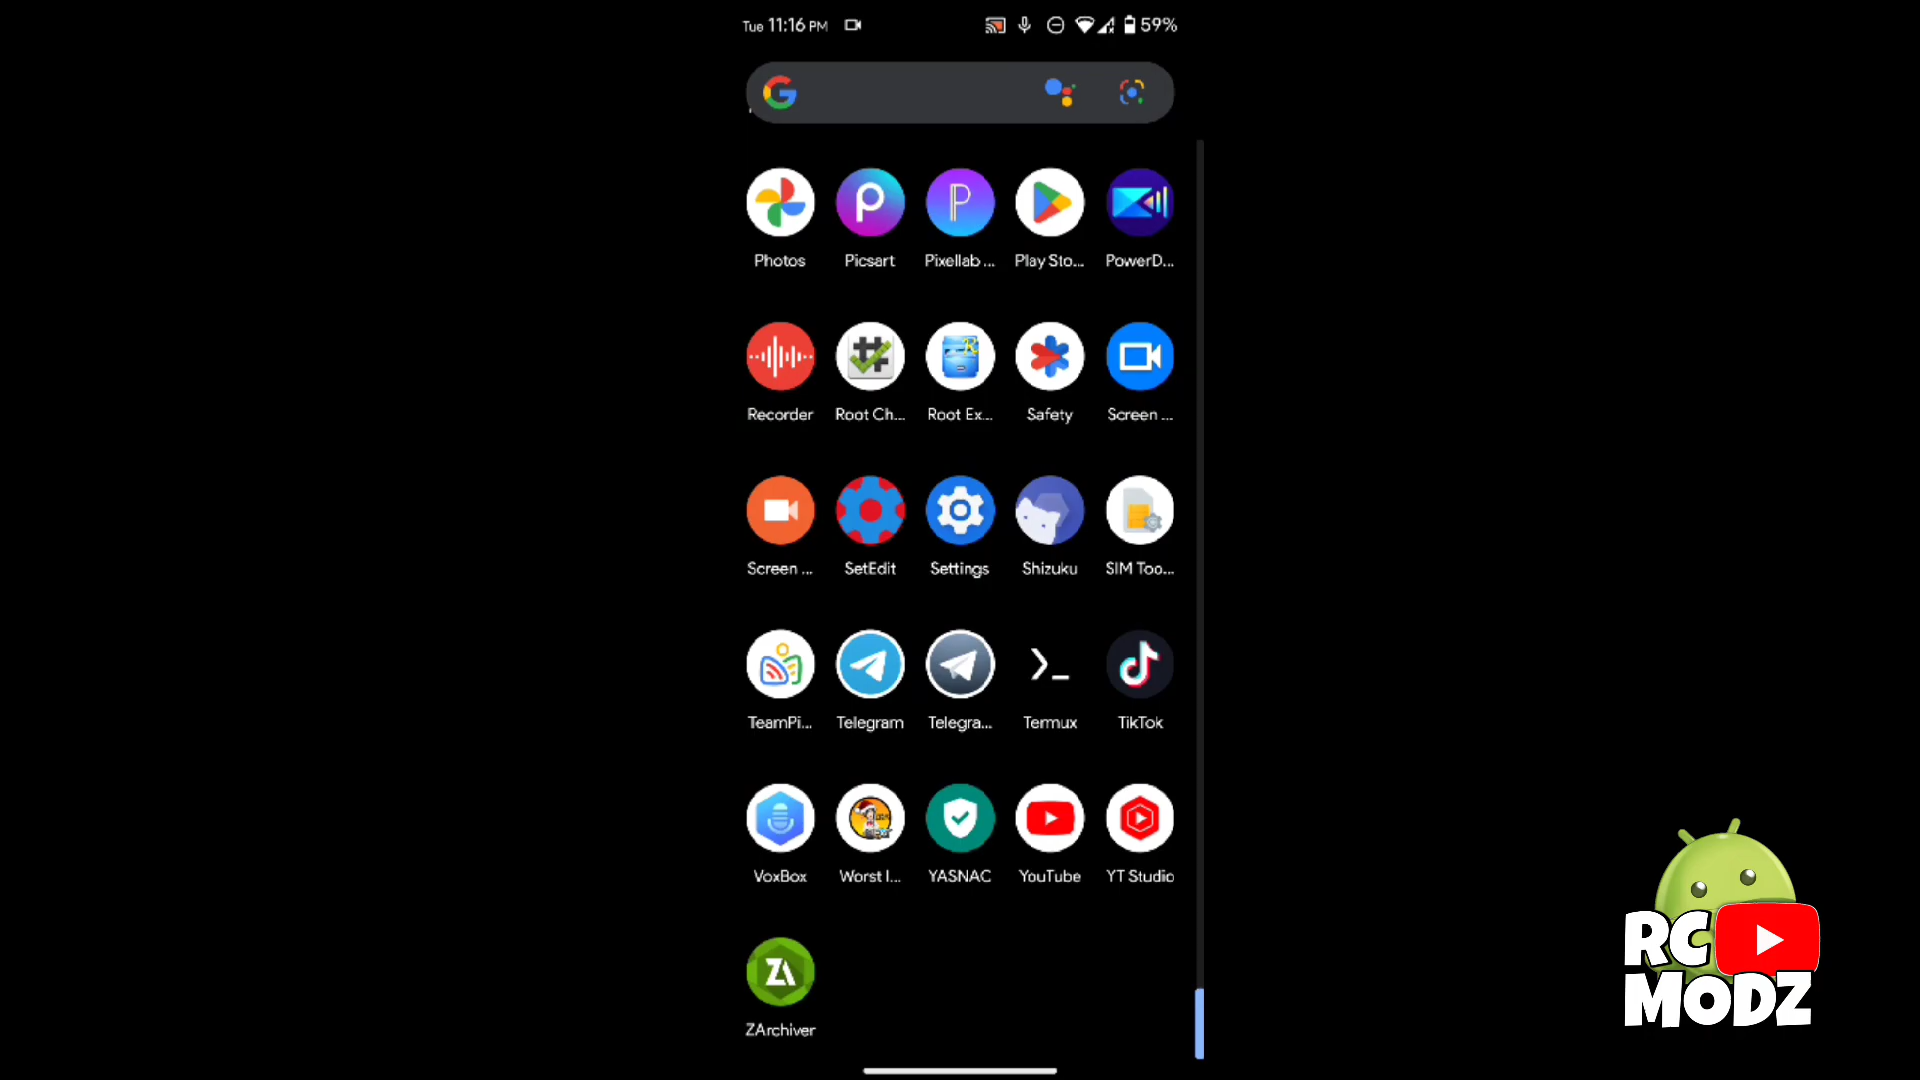 Tue 11:16 PM 59%
Photos Picsart Pixellab ... Play Sto... PowerD...
Recorder Root Ch... Root Ex... Safety Screen ...
Screen ... SetEdit Settings Shizuku SIM Too...
TeamPi... Telegram Telegra... Termux TikTok
VoxBox Worst I... YASNAC YouTube YT Studio
ZArchiver
RC
MODZ